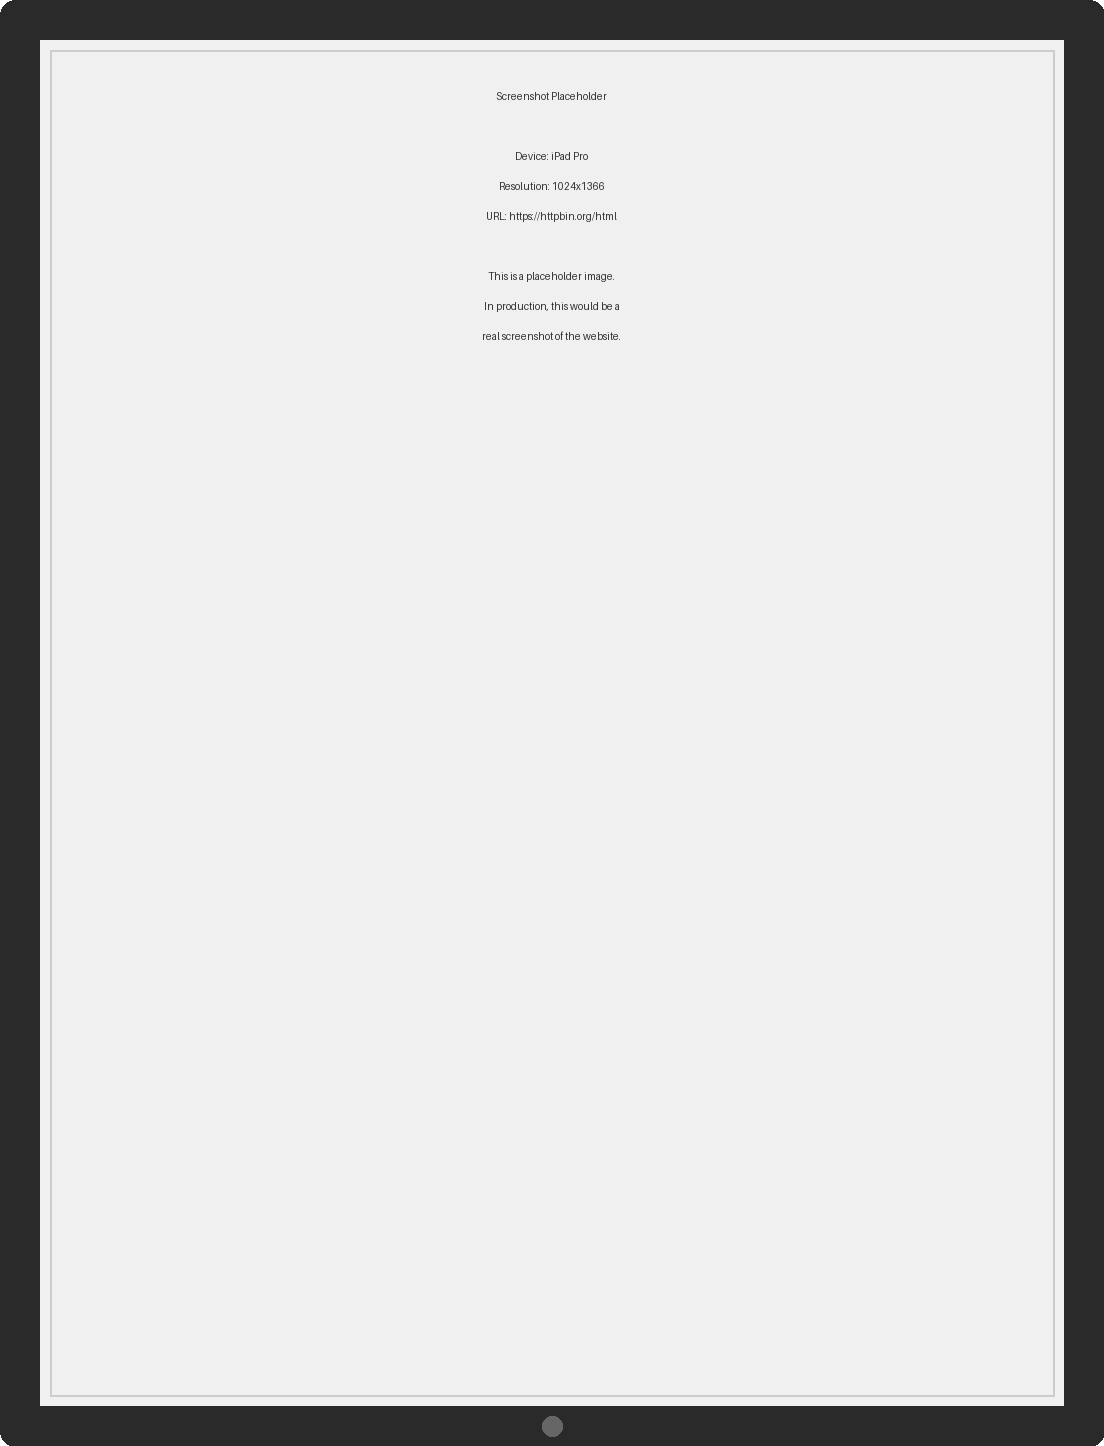 Screenshot Placeholder
Device: iPad Pro
Resolution: 1024x1366
URL: https://httpbin.org/html
This is a placeholder image.
In production, this would be a
real screenshot of the website.